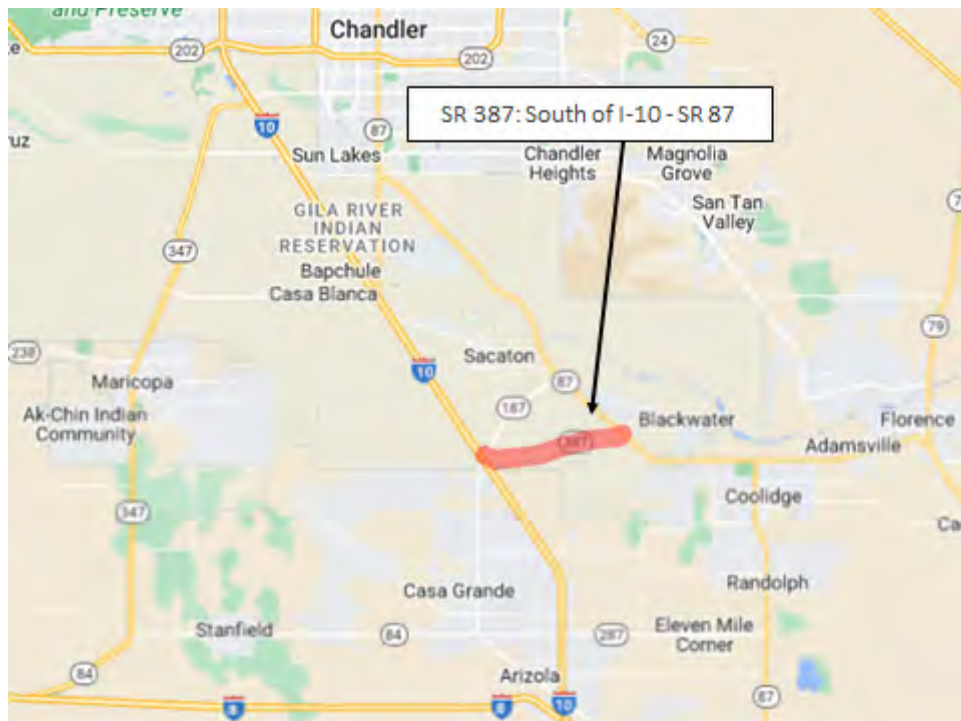 and Preserve
Chandler
202
24
202
SR 387: South of I-10 - SR 87
10
87
Sun Lakes
Chandler
Heights
Magnolia
Grove
San Tan
Valley
GILA RIVER
INDIAN
RESERVATION
347
Bapchule
Casa Blanca
79
238
Maricopa
10
Sacaton
87
187
Ak-Chin Indian
Community
387
Blackwater
Florence
Adamsville
Coolidge
347
Casa Grande
Randolph
Stanfield
84
287
Eleven Mile
Corner
84
Arizola
8
8
10
87